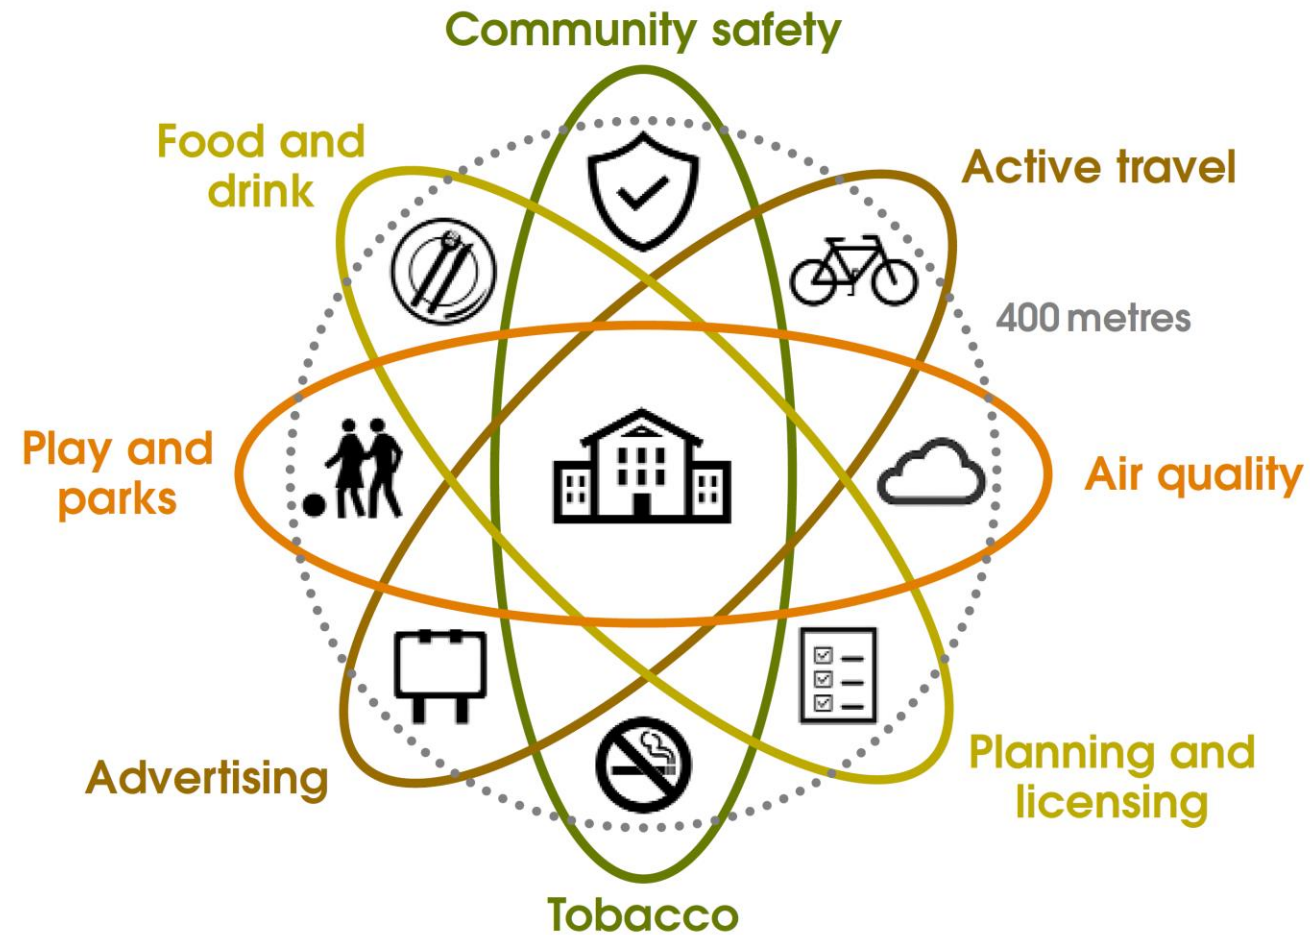 Community safety
Food and
drink
Active travel
400 metres
Play and
parks
Air quality
Advertising
Planning and
licensing
Tobacco